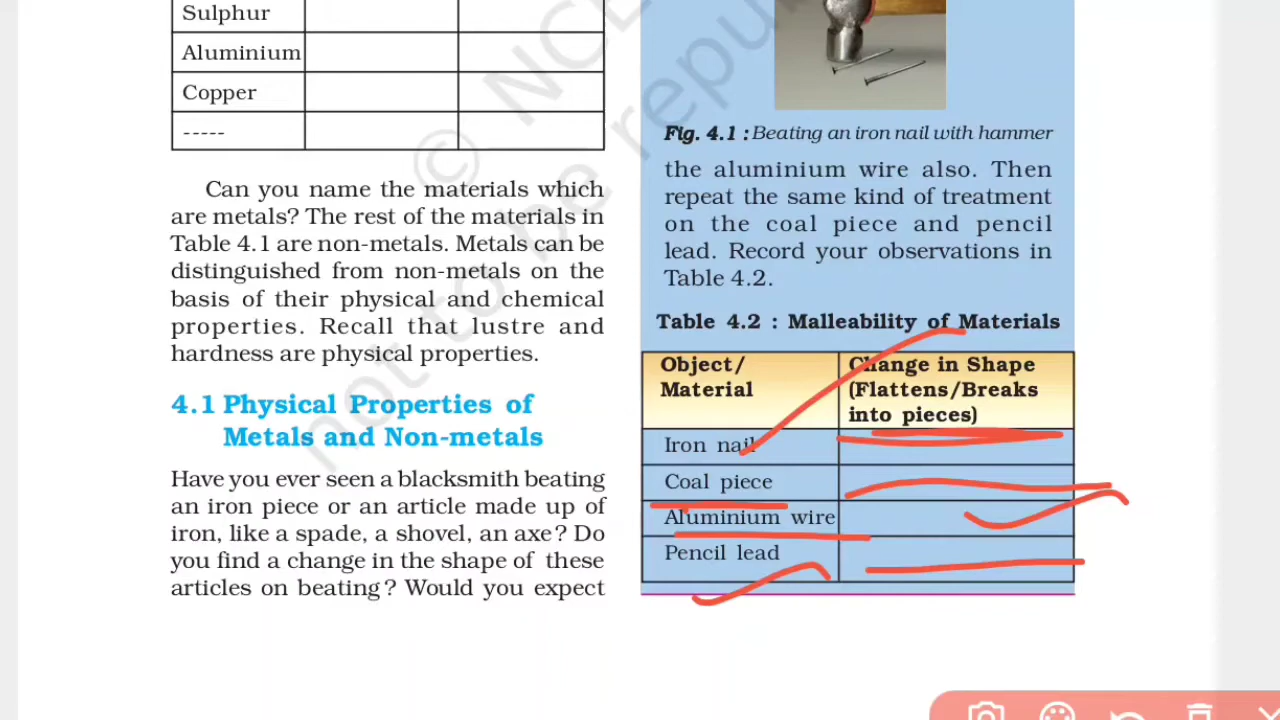 Sulphur
Aluminium
Copper
-----
Can you name the materials which
are metals? The rest of the materials in
Table 4.1 are non-metals. Metals can be
distinguished from non-metals on the
basis of their physical and chemical
properties. Recall that lustre and
hardness are physical properties.
4.1 Physical Properties of
Metals and Non-metals
Have you ever seen a blacksmith beating
an iron piece or an article made up of
iron, like a spade, a shovel, an axe? Do
you find a change in the shape of these
articles on beating? Would you expect
Fig. 4.1 : Beating an iron nail with hammer
the aluminium wire also. Then
repeat the same kind of treatment
on the coal piece and pencil
lead. Record your observations in
Table 4.2.
Table 4.2 : Malleability of Materials
Object/
Material
Change in Shape
(Flattens/Breaks
into pieces)
Iron nail
Coal piece
Aluminium wire
Pencil lead
© NCE
not to be repu